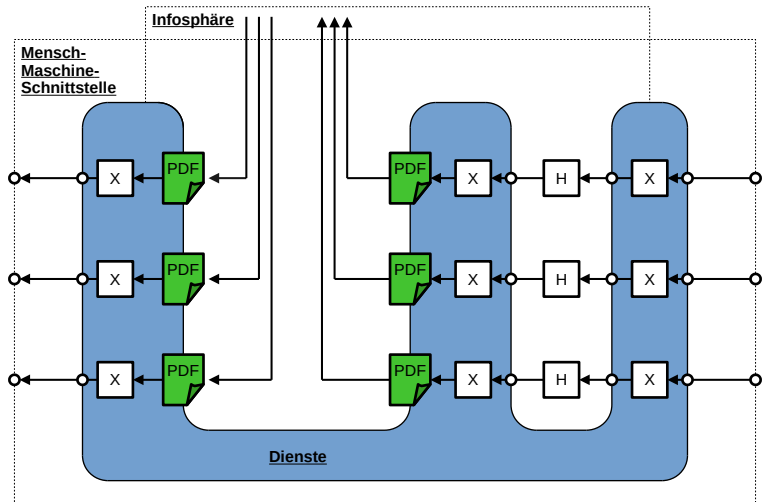 Infosphäre
Mensch-
Maschine-
Schnittstelle
X PDF PDF X H X
X PDF PDF X H X
X PDF PDF X H X
Dienste